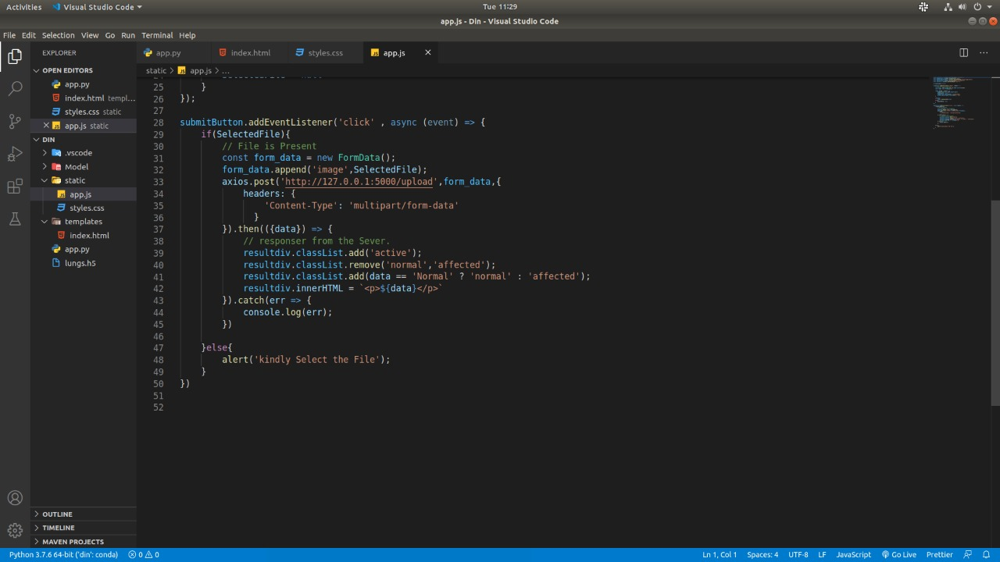 Activities Visual Studio Code Tue 11:29
app.js - Din - Visual Studio Code
File Edit Selection View Go Run Terminal Help
EXPLORER
OPEN EDITORS
app.py
index.html templ...
styles.css static
app.js static
DIN
.vscode
Model
static
app.js
styles.css
templates
index.html
app.py
lungs.h5
OUTLINE
TIMELINE
MAVEN PROJECTS
app.py index.html styles.css app.js
static > app.js > ...
25 }
26 });
27
28 submitButton.addEventListener('click' , async (event) => {
29 if(SelectedFile){
30 // File is Present
31 const form_data = new FormData();
32 form_data.append('image',SelectedFile);
33 axios.post('http://127.0.0.1:5000/upload',form_data,{
34 headers: {
35 'Content-Type': 'multipart/form-data'
36 }
37 }).then(({data}) => {
38 // responser from the Sever.
39 resultdiv.classList.add('active');
40 resultdiv.classList.remove('normal','affected');
41 resultdiv.classList.add(data == 'Normal' ? 'normal' : 'affected');
42 resultdiv.innerHTML = `<p>${data}</p>`
43 }).catch(err => {
44 console.log(err);
45 })
46
47 }else{
48 alert('kindly Select the File');
49 }
50 })
51
52
Python 3.7.6 64-bit ('din': conda) 0 0 Ln 1, Col 1 Spaces: 4 UTF-8 LF JavaScript Go Live Prettier